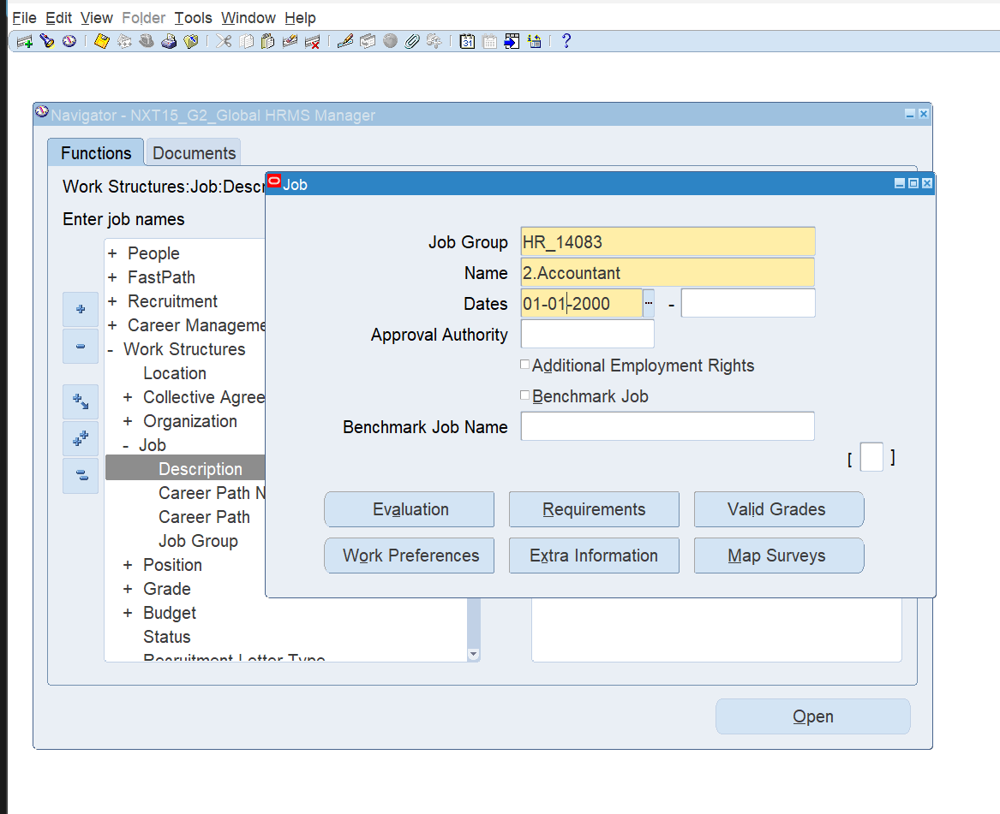 File Edit View Folder Tools Window Help
31
?
Navigator - NXT15_G2_Global HRMS Manager
Functions Documents
Work Structures:Job:Descr
Enter job names
+ People
+ FastPath
+ Recruitment
+ Career Manageme
- Work Structures
Location
+ Collective Agree
+ Organization
- Job
Description
Career Path N
Career Path
Job Group
+ Position
+ Grade
+ Budget
Status
Recruitment Letter Type
Job
Job Group HR_14083
Name 2.Accountant
Dates 01-01-2000 ... -
Approval Authority
Additional Employment Rights
Benchmark Job
Benchmark Job Name
[ ]
Evaluation Requirements Valid Grades
Work Preferences Extra Information Map Surveys
Open